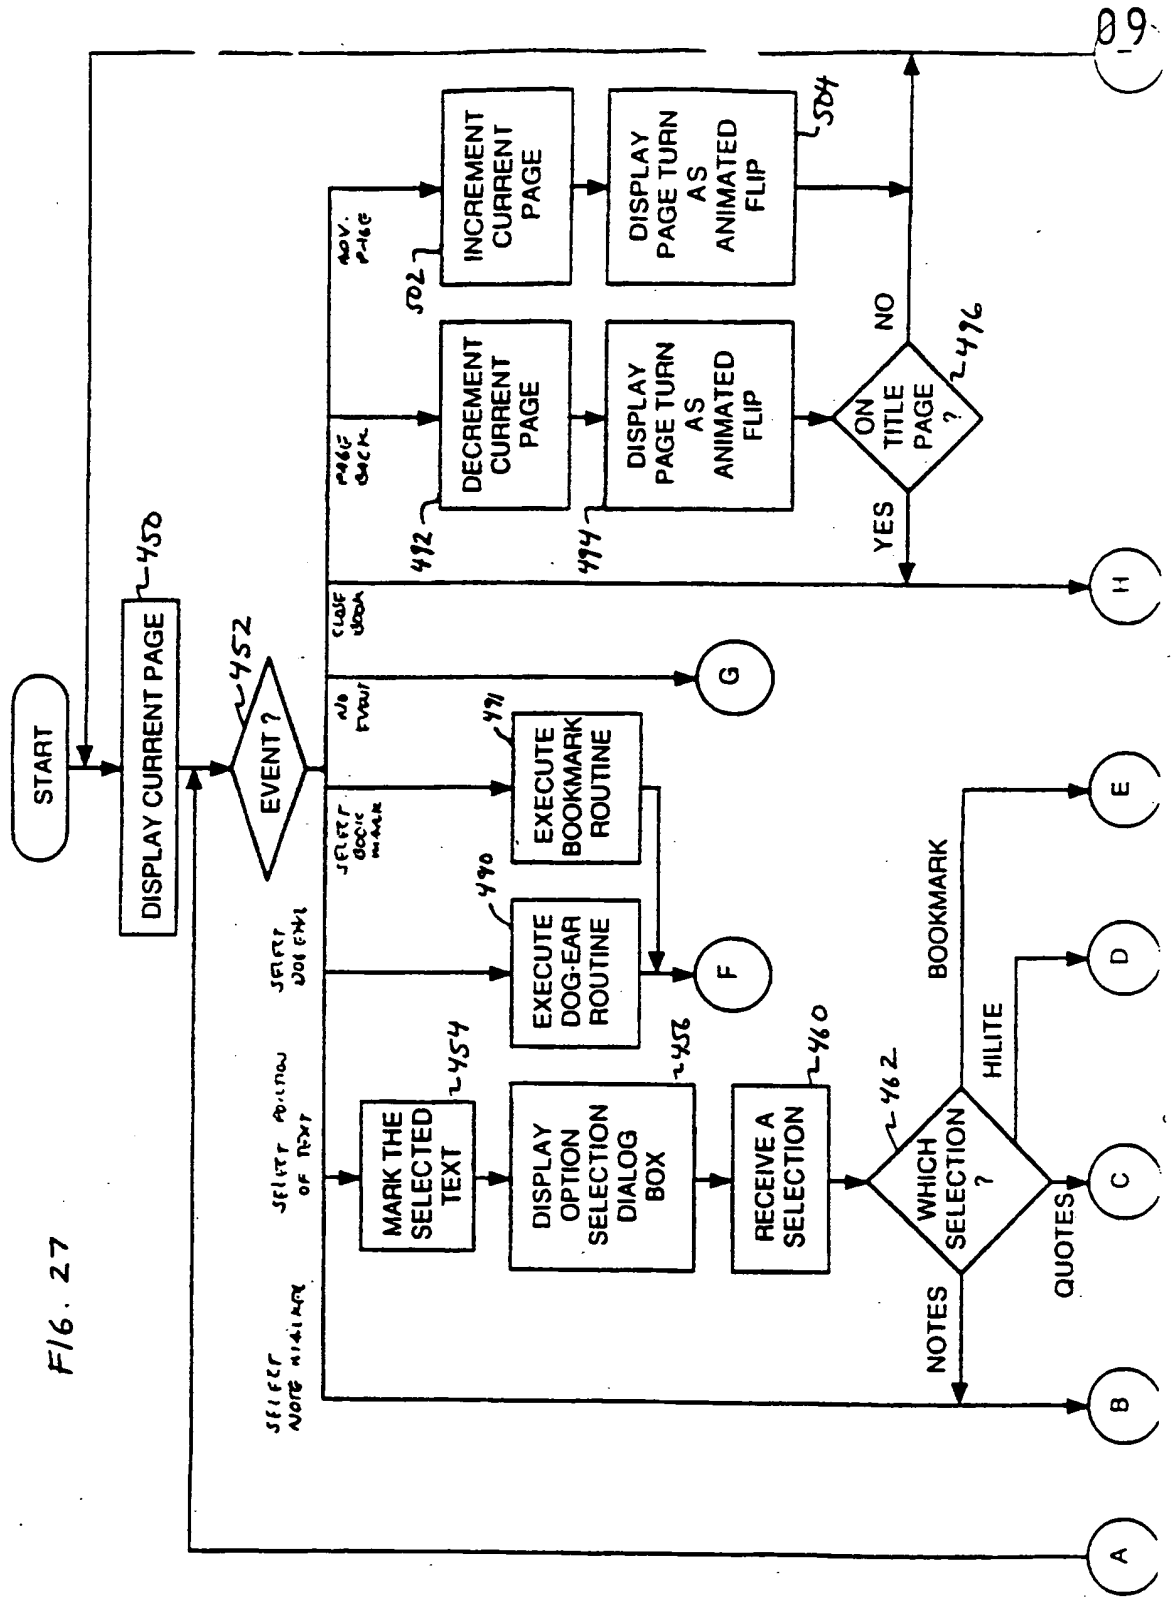 FIG. 27
09
START
DISPLAY CURRENT PAGE
450
EVENT?
452
SELECT
NOTE MARKER
SELECT PORTION
OF TEXT
SELECT
DOG EAR
SELECT
BOOK
MARK
NO
EVENT
CLOSE
BOOK
PAGE
BACK
ADV.
PAGE
MARK THE
SELECTED
TEXT
454
DISPLAY
OPTION
SELECTION
DIALOG
BOX
456
RECEIVE A
SELECTION
460
WHICH
SELECTION
?
462
NOTES
QUOTES
HILITE
BOOKMARK
EXECUTE
DOG-EAR
ROUTINE
490
EXECUTE
BOOKMARK
ROUTINE
491
F
G
DECREMENT
CURRENT
PAGE
492
DISPLAY
PAGE TURN
AS
ANIMATED
FLIP
494
ON
TITLE
PAGE
?
496
YES
NO
INCREMENT
CURRENT
PAGE
502
DISPLAY
PAGE TURN
AS
ANIMATED
FLIP
504
A
B
C
D
E
H